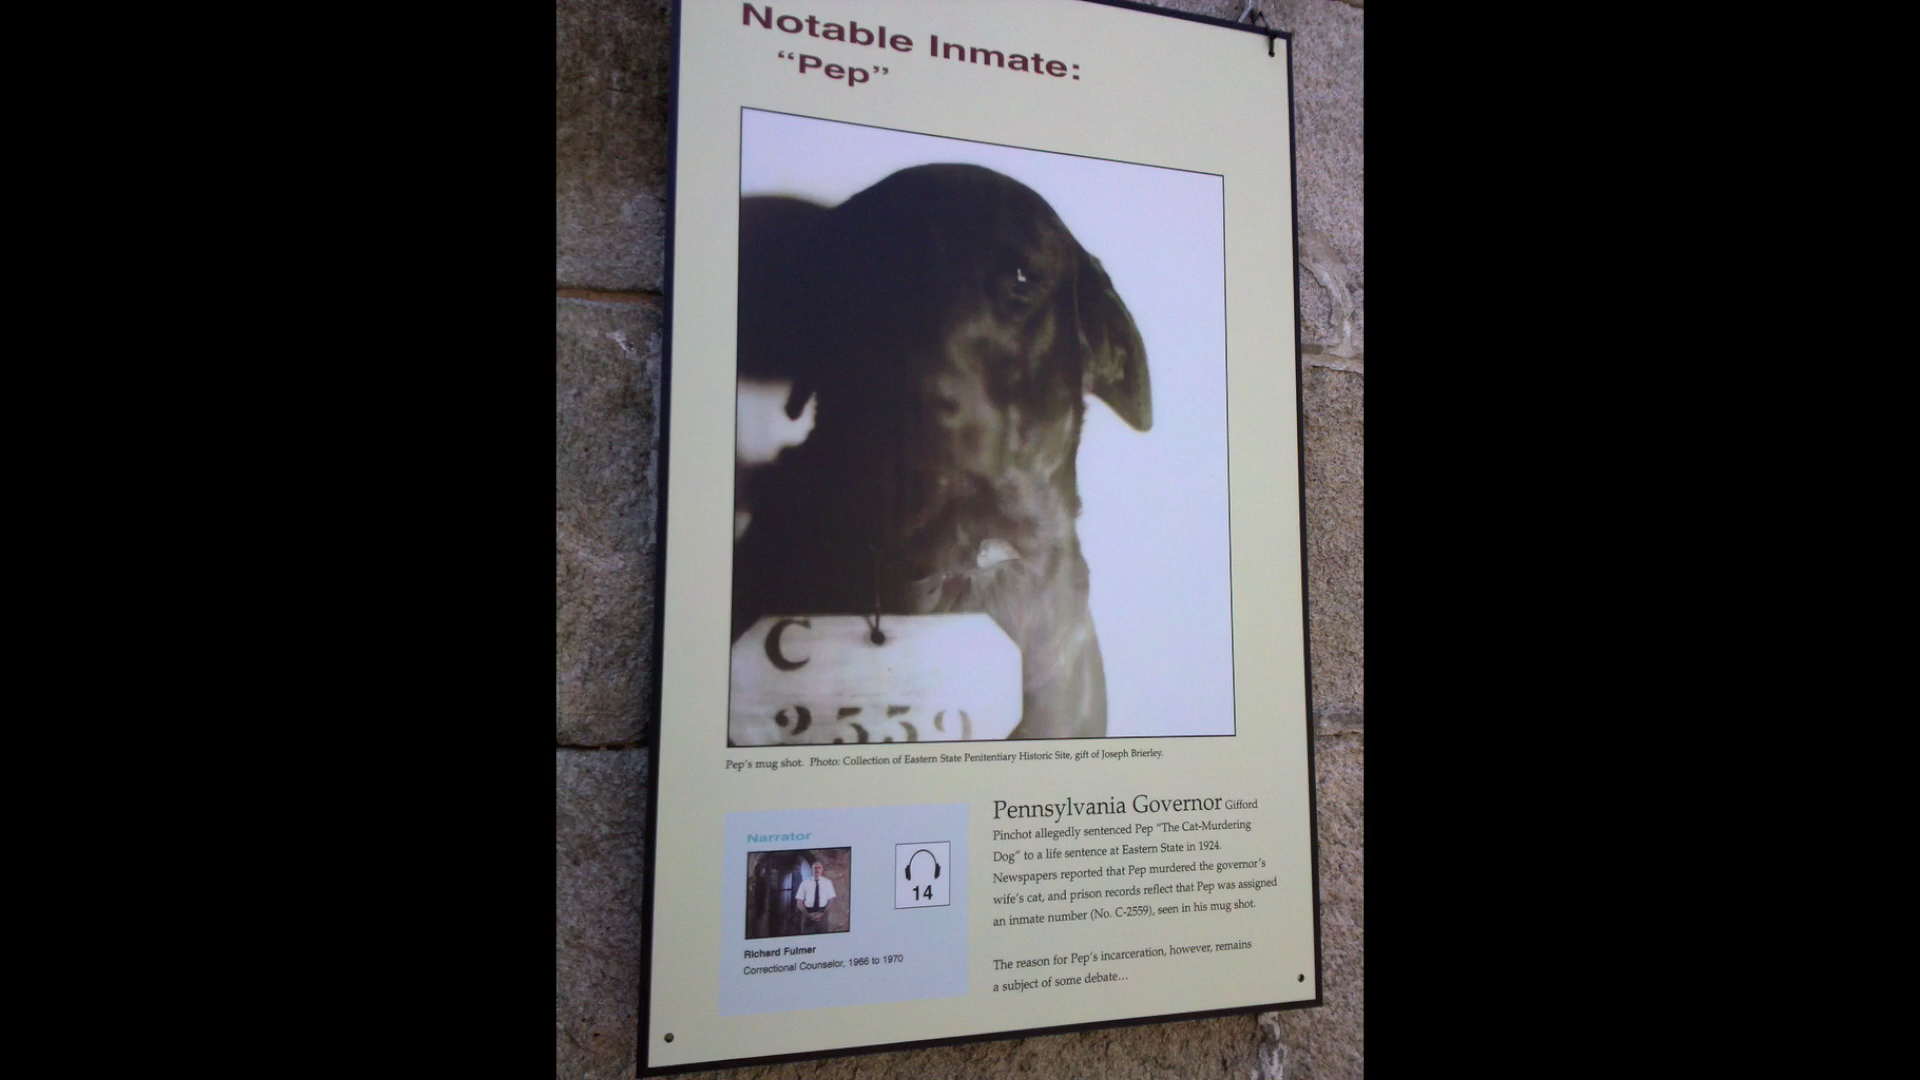 Notable Inmate:
“Pep”
C
2559
Pep's mug shot. Photo: Collection of Eastern State Penitentiary Historic Site, gift of Joseph Brierley.
Narrator
14
Richard Fulmer
Correctional Counselor, 1966 to 1970
Pennsylvania Governor Gifford
Pinchot allegedly sentenced Pep “The Cat-Murdering
Dog” to a life sentence at Eastern State in 1924.
Newspapers reported that Pep murdered the governor's
wife's cat, and prison records reflect that Pep was assigned
an inmate number (No. C-2559), seen in his mug shot.
The reason for Pep's incarceration, however, remains
a subject of some debate…